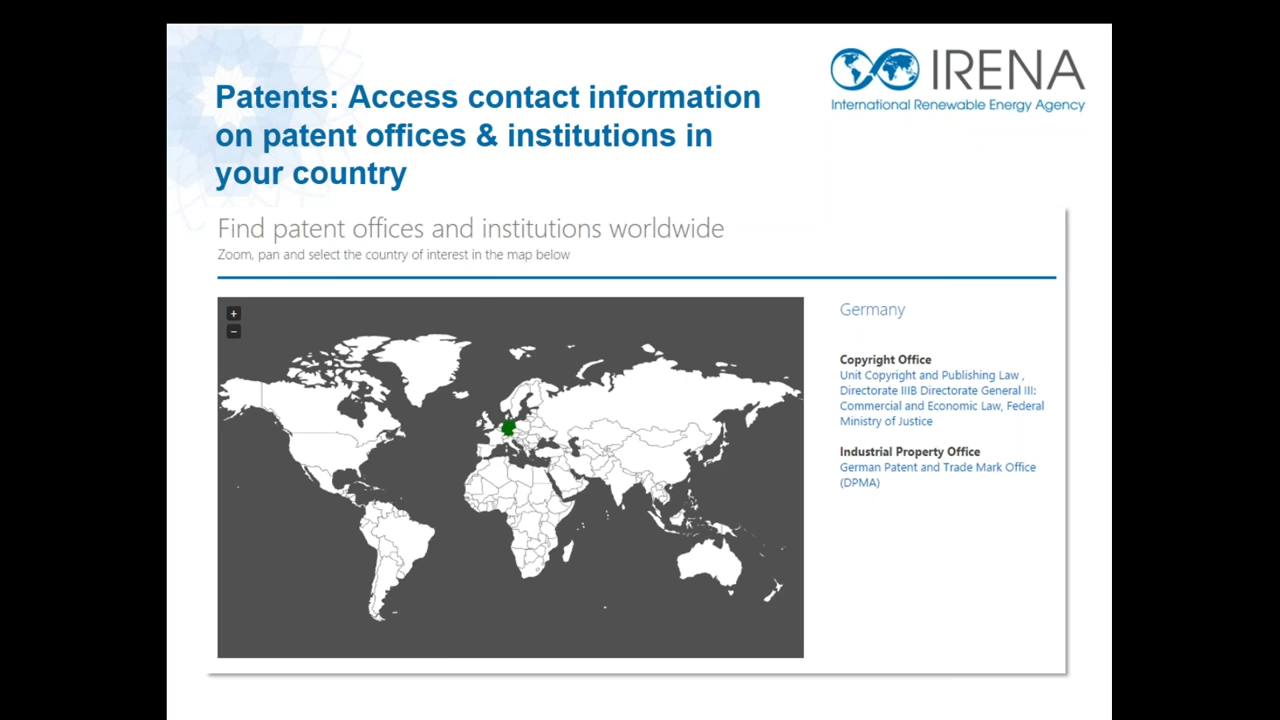 Patents: Access contact information
on patent offices & institutions in
your country
IRENA
International Renewable Energy Agency
Find patent offices and institutions worldwide
Zoom, pan and select the country of interest in the map below
+
−
Germany
Copyright Office
Unit Copyright and Publishing Law ,
Directorate IIIB Directorate General III:
Commercial and Economic Law, Federal
Ministry of Justice
Industrial Property Office
German Patent and Trade Mark Office
(DPMA)